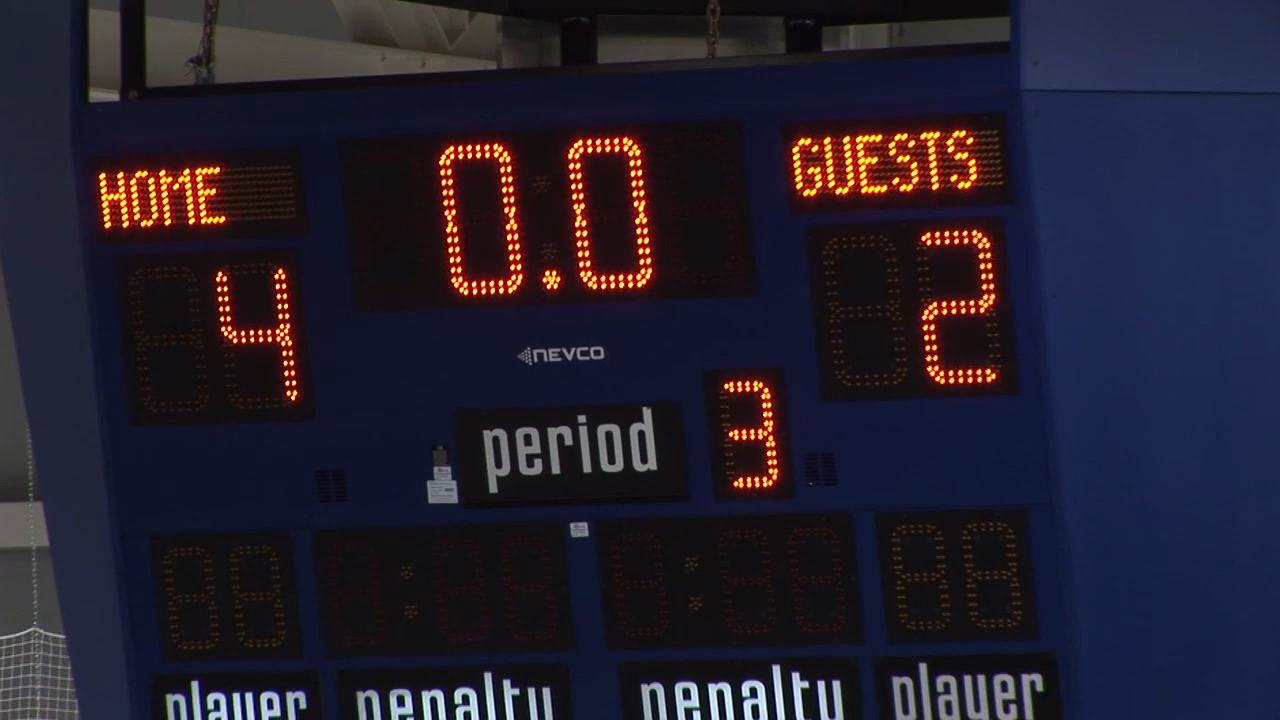 HOME 0.0 GUESTS
4 2
NEVCO
period 3
player penalty penalty player